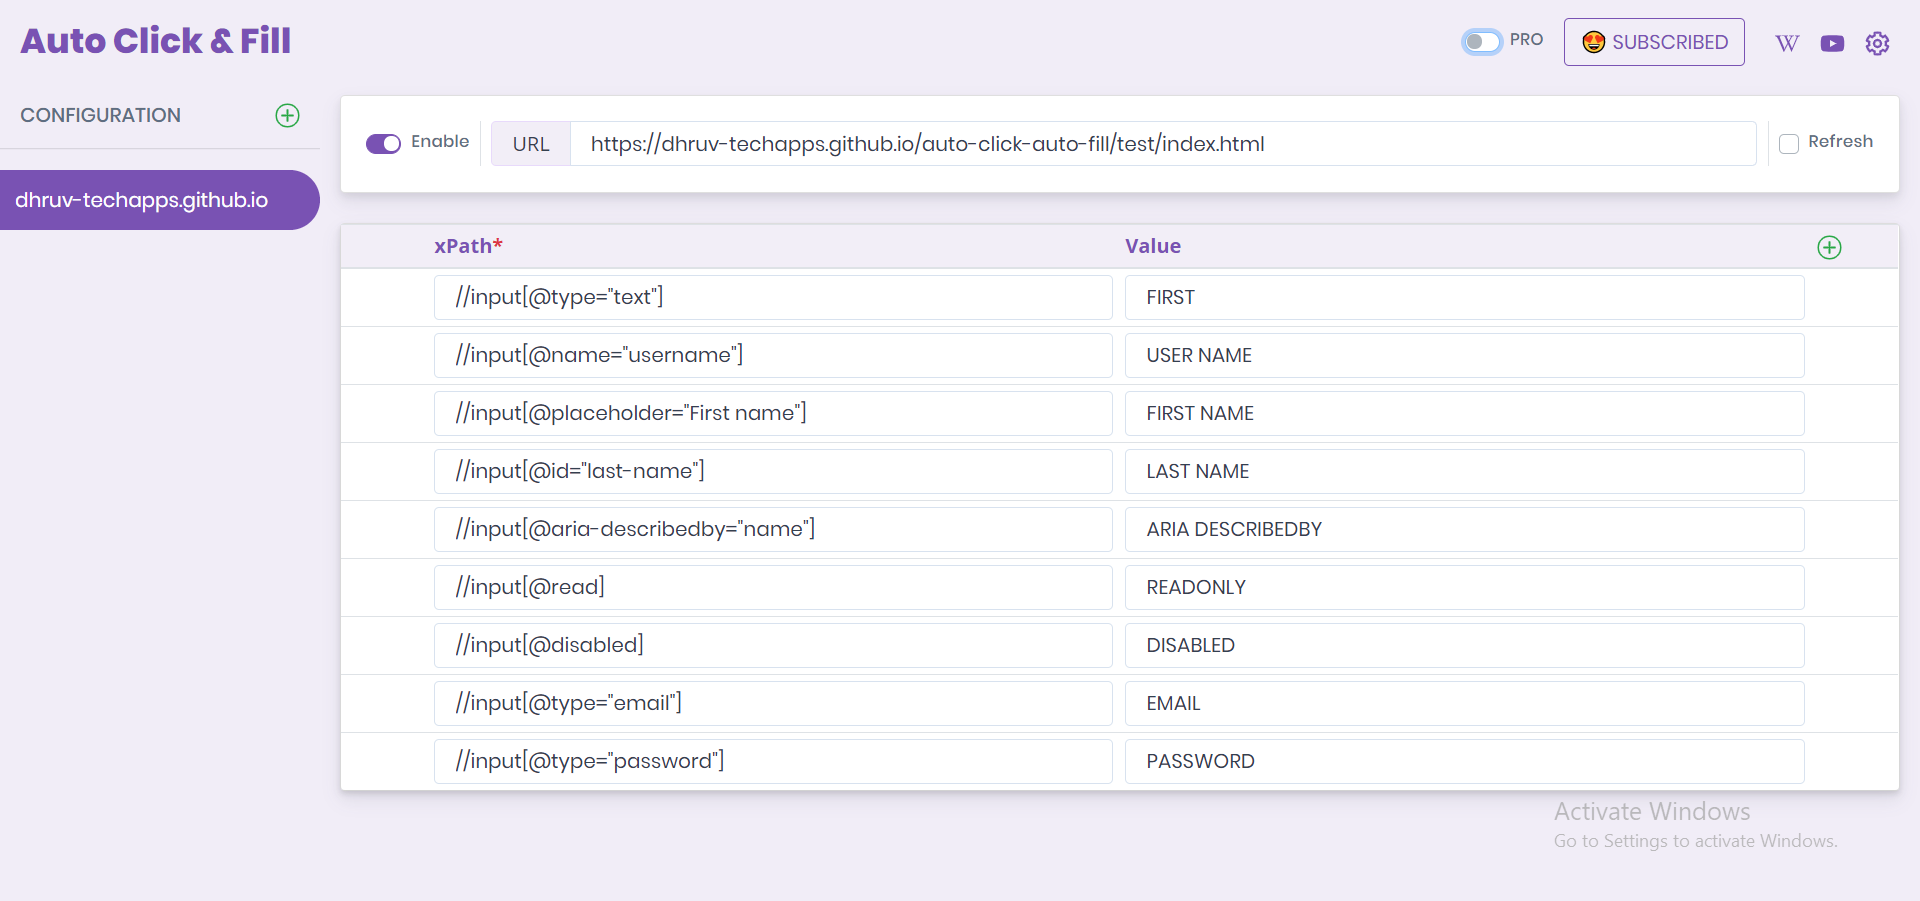 Auto Click & Fill
PRO
SUBSCRIBED
W
CONFIGURATION
dhruv-techapps.github.io
Enable
URL
https://dhruv-techapps.github.io/auto-click-auto-fill/test/index.html
Refresh
xPath* Value
//input[@type="text"] FIRST
//input[@name="username"] USER NAME
//input[@placeholder="First name"] FIRST NAME
//input[@id="last-name"] LAST NAME
//input[@aria-describedby="name"] ARIA DESCRIBEDBY
//input[@read] READONLY
//input[@disabled] DISABLED
//input[@type="email"] EMAIL
//input[@type="password"] PASSWORD
Activate Windows
Go to Settings to activate Windows.